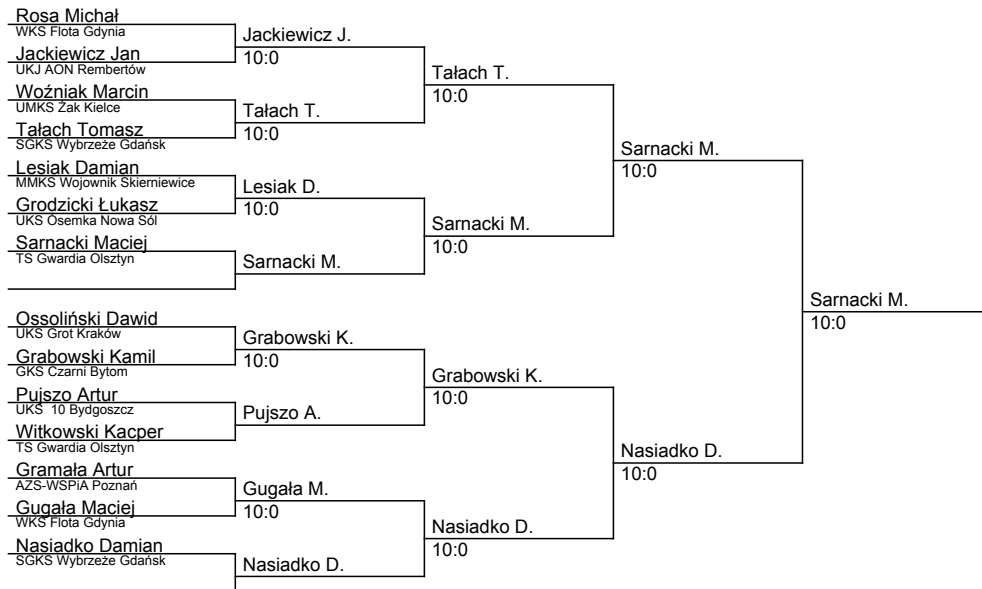 Rosa Michał
WKS Flota Gdynia
Jackiewicz Jan
UKJ AON Rembertów
Woźniak Marcin
UMKS Żak Kielce
Tałach Tomasz
SGKS Wybrzeże Gdańsk
Lesiak Damian
MMKS Wojownik Skierniewice
Grodzicki Łukasz
UKS Ósemka Nowa Sól
Sarnacki Maciej
TS Gwardia Olsztyn
Ossoliński Dawid
UKS Grot Kraków
Grabowski Kamil
GKS Czarni Bytom
Pujszo Artur
UKS 10 Bydgoszcz
Witkowski Kacper
TS Gwardia Olsztyn
Gramała Artur
AZS-WSPiA Poznań
Gugała Maciej
WKS Flota Gdynia
Nasiadko Damian
SGKS Wybrzeże Gdańsk
Jackiewicz J.
10:0
Tałach T.
10:0
Lesiak D.
10:0
Sarnacki M.
Grabowski K.
10:0
Pujszo A.
Gugała M.
10:0
Nasiadko D.
Tałach T.
10:0
Sarnacki M.
10:0
Grabowski K.
10:0
Nasiadko D.
10:0
Sarnacki M.
10:0
Nasiadko D.
10:0
Sarnacki M.
10:0